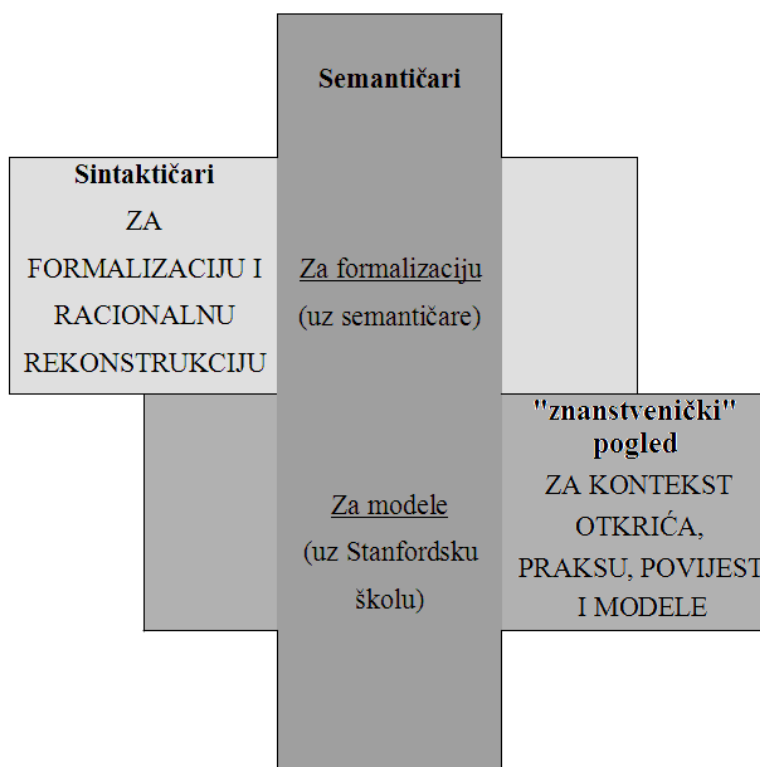 Semantičari
Sintaktičari
ZA
FORMALIZACIJU I
RACIONALNU
REKONSTRUKCIJU
Za formalizaciju
(uz semantičare)
"znanstvenički"
pogled
ZA KONTEKST
OTKRIĆA,
PRAKSU, POVIJEST
I MODELE
Za modele
(uz Stanfordsku
školu)